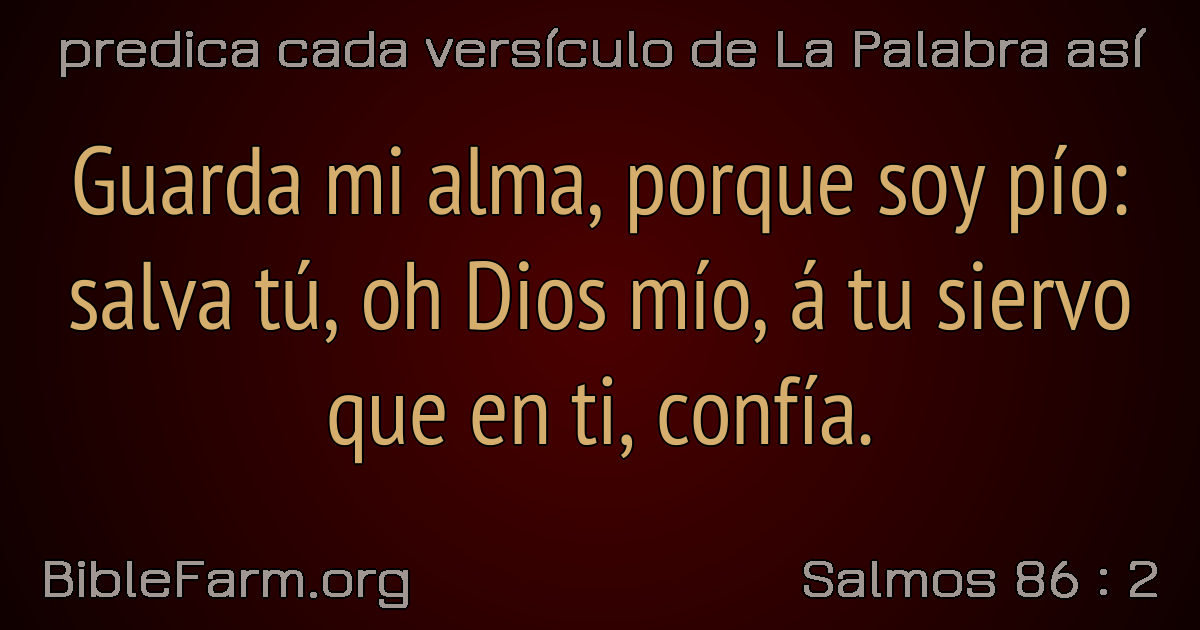 predica cada versículo de La Palabra así
Guarda mi alma, porque soy pío:
salva tú, oh Dios mío, á tu siervo
que en ti, confía.
BibleFarm.org
Salmos 86 : 2